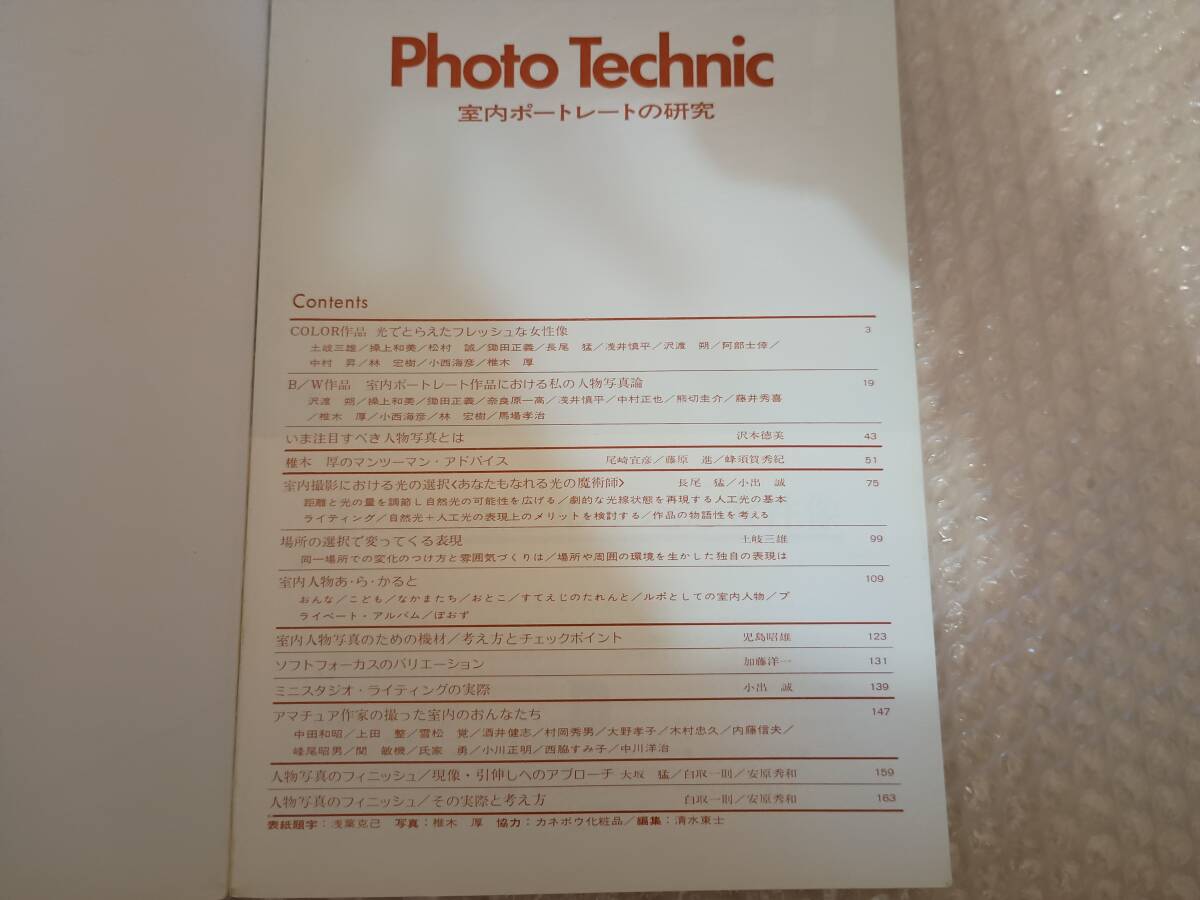 Photo Technic
室内ポートレートの研究
Contents
COLOR作品 光でとらえたフレッシュな女性像 3
土岐三雄／操上和美／松村 誠／鋤田正義／長尾 猛／浅井慎平／沢渡 朔／阿部士倖／
中村 昇／林 宏樹／小西海彦／椎木 厚
B／W作品 室内ポートレート作品における私の人物写真論 19
沢渡 朔／操上和美／鋤田正義／奈良原一高／浅井慎平／中村正也／熊切圭介／藤井秀喜
／椎木 厚／小西海彦／林 宏樹／馬場孝治
いま注目すべき人物写真とは 沢本徳美 43
椎木 厚のマンツーマン・アドバイス 尾崎宜彦／藤原 進／蜂須賀秀紀 51
室内撮影における光の選択〈あなたもなれる光の魔術師〉 長尾 猛／小出 誠 75
距離と光の量を調節し自然光の可能性を広げる／劇的な光線状態を再現する人工光の基本
ライティング／自然光＋人工光の表現上のメリットを検討する／作品の物語性を考える
場所の選択で変ってくる表現 土岐三雄 99
同一場所での変化のつけ方と雰囲気づくりは／場所や周囲の環境を生かした独自の表現は
室内人物あ・ら・かると 109
おんな／こども／なかまたち／おとこ／すてえじのたれんと／ルポとしての室内人物／プ
ライベート・アルバム／ぽおず
室内人物写真のための機材／考え方とチェックポイント 児島昭雄 123
ソフトフォーカスのバリエーション 加藤洋一 131
ミニスタジオ・ライティングの実際 小出 誠 139
アマチュア作家の撮った室内のおんなたち 147
中田和昭／上田 整／雪松 覚／酒井健志／村岡秀男／大野孝子／木村忠久／内藤信夫／
峰尾昭男／関 敏機／氏家 勇／小川正明／西脇すみ子／中川洋治
人物写真のフィニッシュ／現像・引伸しへのアプローチ 大坂 猛／白取一則／安原秀和 159
人物写真のフィニッシュ／その実際と考え方 白取一則／安原秀和 163
表紙題字：浅葉克己 写真：椎木 厚 協力：カネボウ化粧品／編集：清水東士